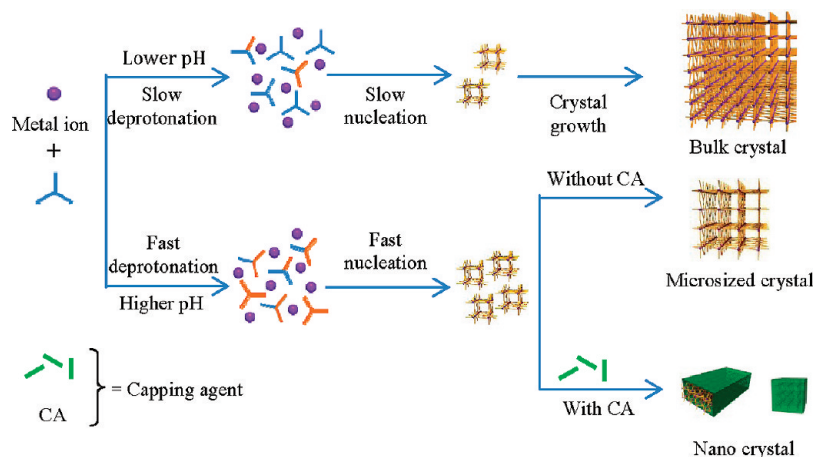 Metal ion
+
Lower pH
Slow
deprotonation
Slow
nucleation
Crystal
growth
Bulk crystal
Fast
deprotonation
Higher pH
Fast
nucleation
Without CA
Microsized crystal
With CA
Nano crystal
CA
= Capping agent